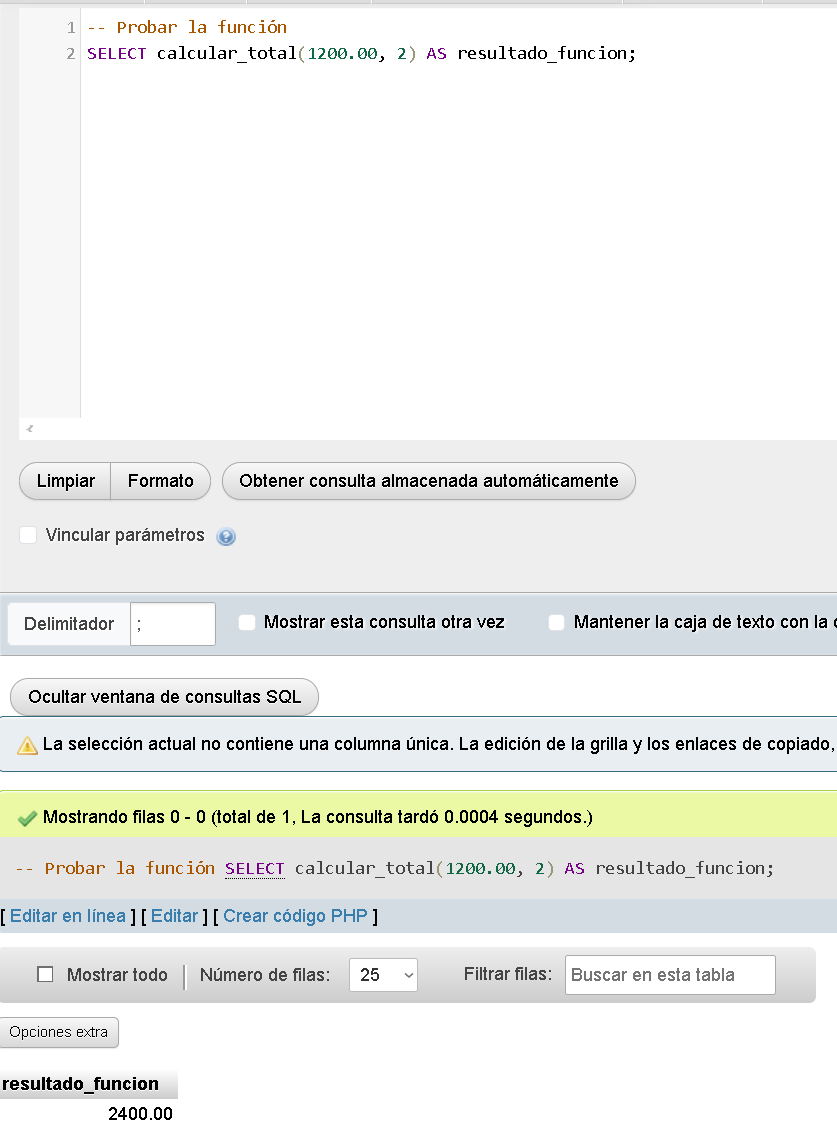 1 -- Probar la función
2 SELECT calcular_total(1200.00, 2) AS resultado_funcion;
Limpiar Formato Obtener consulta almacenada automáticamente
Vincular parámetros
Delimitador ; Mostrar esta consulta otra vez Mantener la caja de texto con la
Ocultar ventana de consultas SQL
La selección actual no contiene una columna única. La edición de la grilla y los enlaces de copiado,
Mostrando filas 0 - 0 (total de 1, La consulta tardó 0.0004 segundos.)
-- Probar la función SELECT calcular_total(1200.00, 2) AS resultado_funcion;
[ Editar en línea ] [ Editar ] [ Crear código PHP ]
Mostrar todo Número de filas: 25 Filtrar filas: Buscar en esta tabla
Opciones extra
resultado_funcion
2400.00